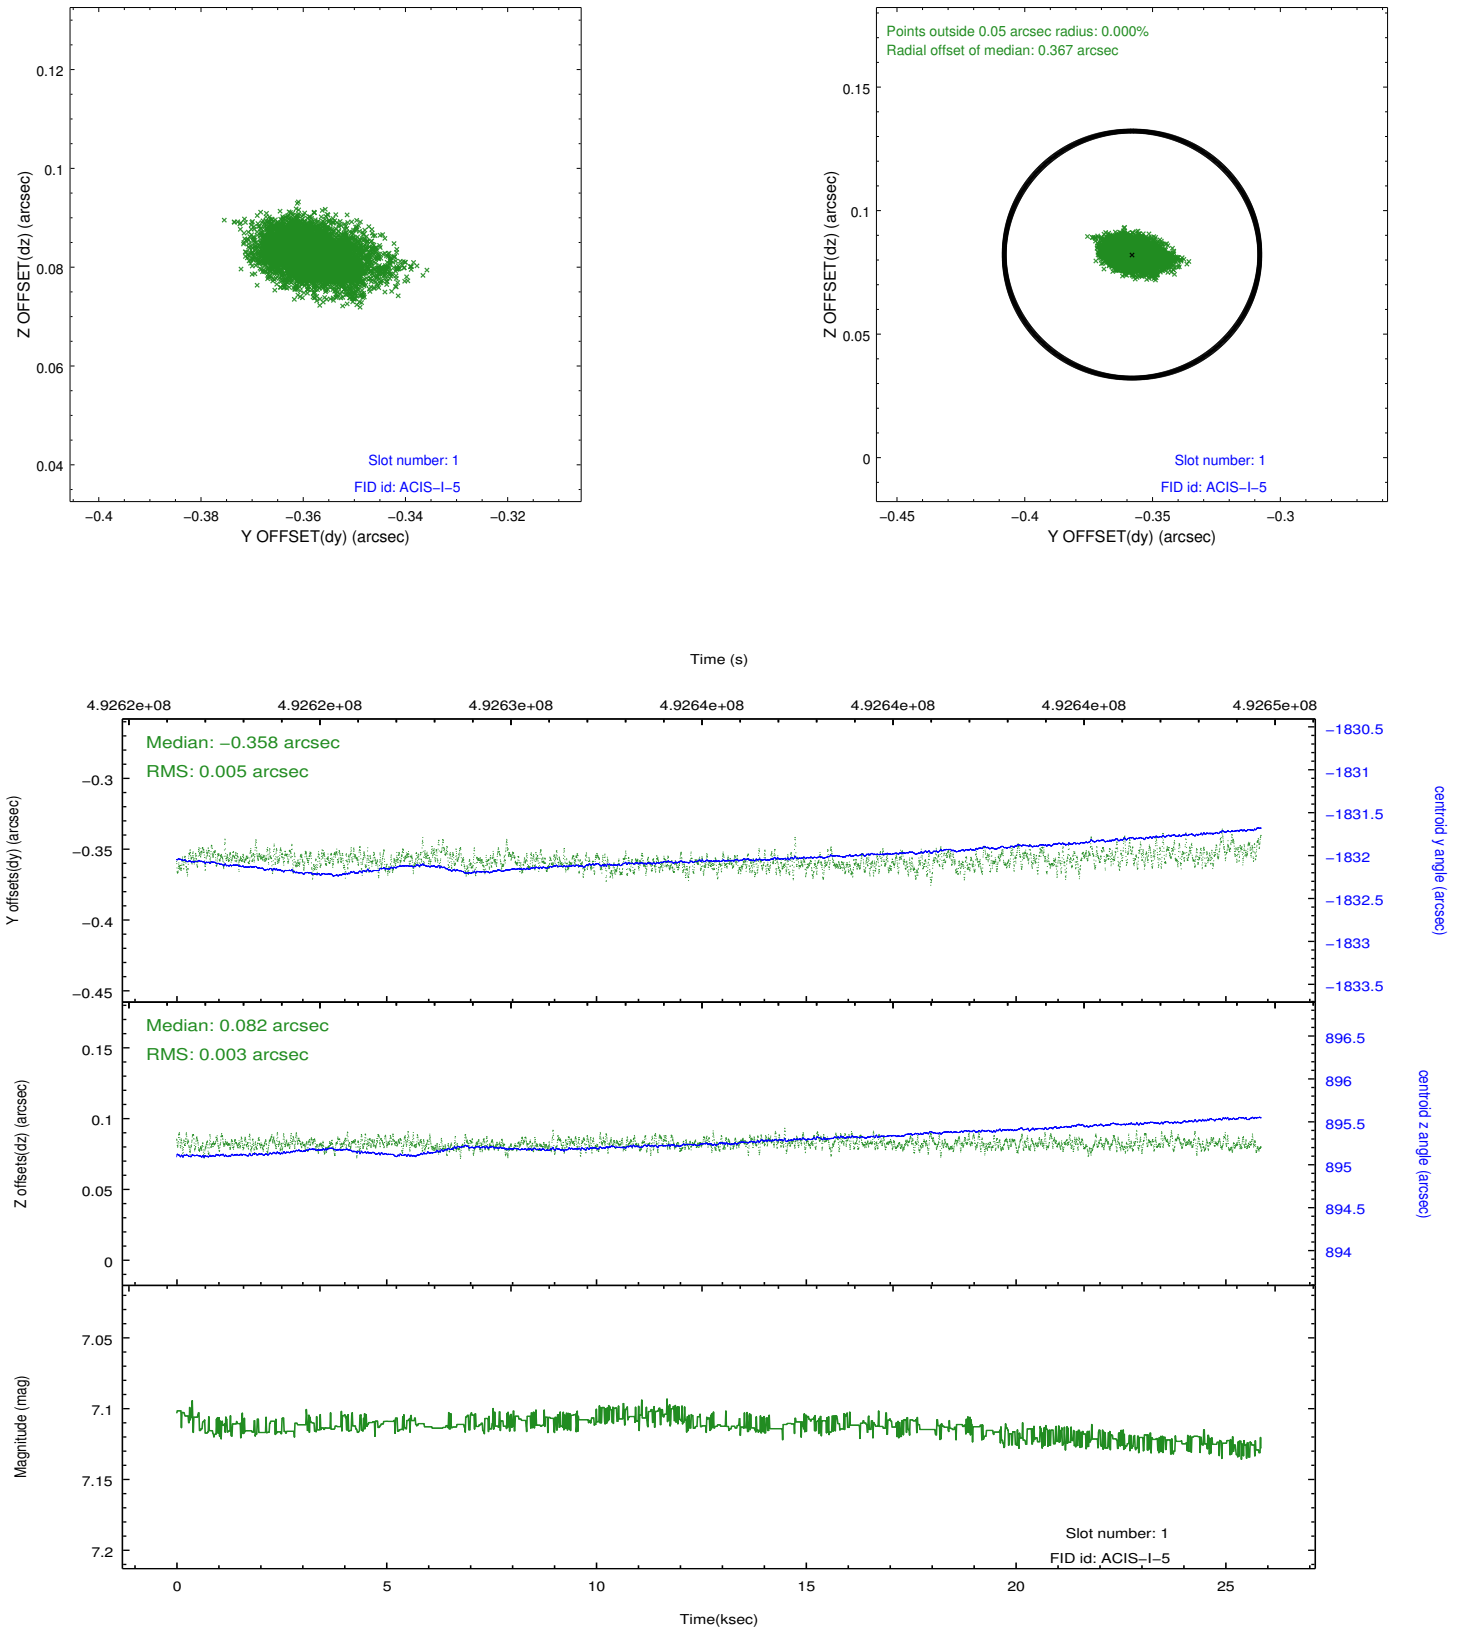 0.12
0.1
0.08
0.06
0.04
Z OFFSET(dz) (arcsec)
Slot number: 1
FID id: ACIS−I−5
−0.4 −0.38 −0.36 −0.34 −0.32
Y OFFSET(dy) (arcsec)
Points outside 0.05 arcsec radius: 0.000%
Radial offset of median: 0.367 arcsec
0.15
0.1
0.05
0
Z OFFSET(dz) (arcsec)
Slot number: 1
FID id: ACIS−I−5
−0.45 −0.4 −0.35 −0.3
Y OFFSET(dy) (arcsec)
Time (s)
4.9262e+08 4.9262e+08 4.9263e+08 4.9264e+08 4.9264e+08 4.9264e+08 4.9265e+08
Median: −0.358 arcsec
RMS: 0.005 arcsec
−0.3
−0.35
−0.4
−0.45
Y offsets(dy) (arcsec)
−1830.5
−1831
−1831.5
−1832
−1832.5
−1833
−1833.5
centroid y angle (arcsec)
Median: 0.082 arcsec
RMS: 0.003 arcsec
0.15
0.1
0.05
0
Z offsets(dz) (arcsec)
896.5
896
895.5
895
894.5
894
centroid z angle (arcsec)
7.05
7.1
7.15
7.2
Magnitude (mag)
Slot number: 1
FID id: ACIS−I−5
0 5 10 15 20 25
Time(ksec)